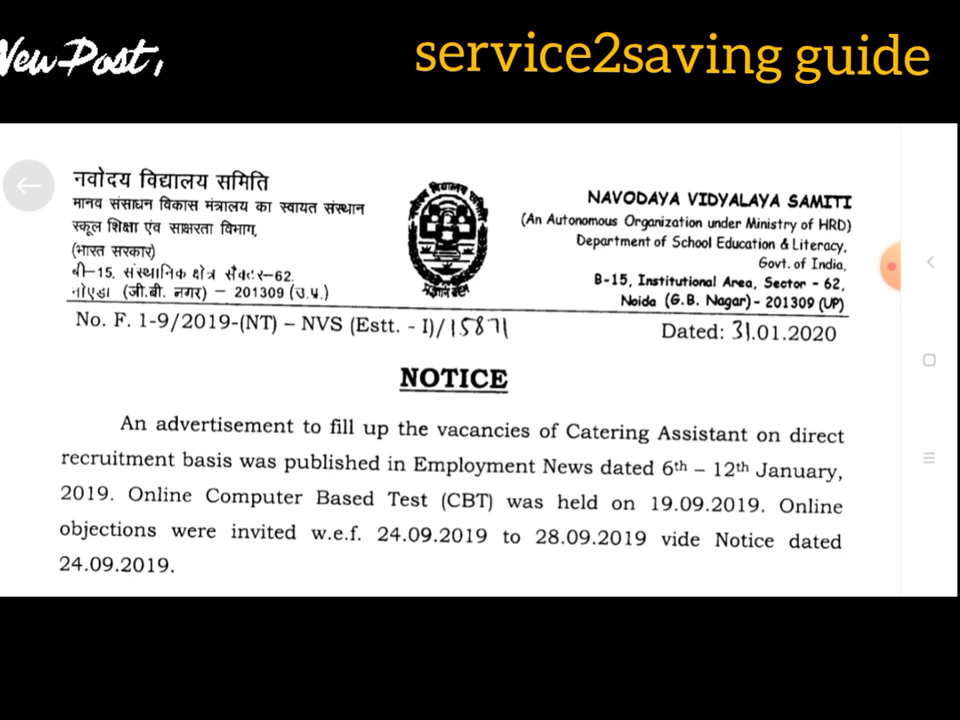 New Post,
service2saving guide
नवोदय विद्यालय समिति
मानव संसाधन विकास मंत्रालय का स्वायत संस्थान
स्कूल शिक्षा एंव साक्षरता विभाग,
(भारत सरकार)
बी–15, संस्थानिक क्षेत्र सैक्टर–62,
नोएडा (जी.बी. नगर) – 201309 (उ.प्र.)
NAVODAYA VIDYALAYA SAMITI
(An Autonomous Organization under Ministry of HRD)
Department of School Education & Literacy,
Govt. of India,
B-15, Institutional Area, Sector - 62,
Noida (G.B. Nagar)- 201309 (UP)
No. F. 1-9/2019-(NT) – NVS (Estt. - I)/15871
Dated: 31.01.2020
NOTICE
An advertisement to fill up the vacancies of Catering Assistant on direct
recruitment basis was published in Employment News dated 6th – 12th January,
2019. Online Computer Based Test (CBT) was held on 19.09.2019. Online
objections were invited w.e.f. 24.09.2019 to 28.09.2019 vide Notice dated
24.09.2019.